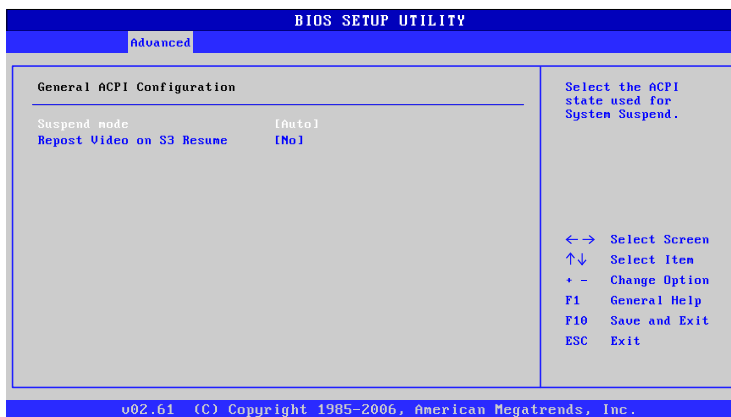 BIOS SETUP UTILITY
Advanced
General ACPI Configuration
Suspend mode [Auto]
Repost Video on S3 Resume [No]
Select the ACPI
state used for
System Suspend.
←→ Select Screen
↑↓ Select Item
+ - Change Option
F1 General Help
F10 Save and Exit
ESC Exit
v02.61 (C) Copyright 1985-2006, American Megatrends, Inc.